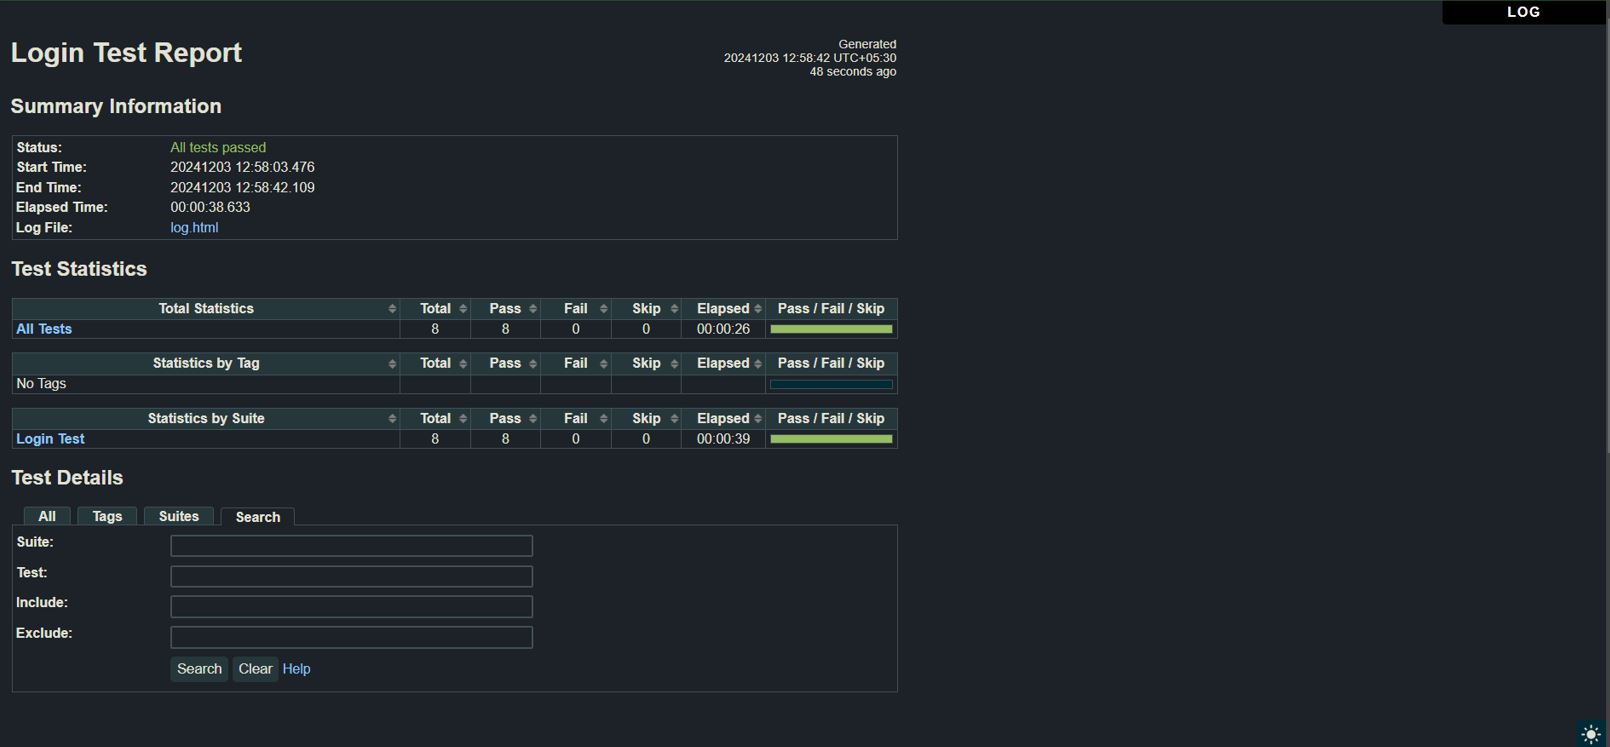 LOG
Login Test Report
Generated
20241203 12:58:42 UTC+05:30
48 seconds ago
Summary Information
Status: All tests passed
Start Time: 20241203 12:58:03.476
End Time: 20241203 12:58:42.109
Elapsed Time: 00:00:38.633
Log File: log.html
Test Statistics
Total Statistics Total Pass Fail Skip Elapsed Pass / Fail / Skip
All Tests 8 8 0 0 00:00:26
Statistics by Tag Total Pass Fail Skip Elapsed Pass / Fail / Skip
No Tags
Statistics by Suite Total Pass Fail Skip Elapsed Pass / Fail / Skip
Login Test 8 8 0 0 00:00:39
Test Details
All Tags Suites Search
Suite:
Test:
Include:
Exclude:
Search Clear Help